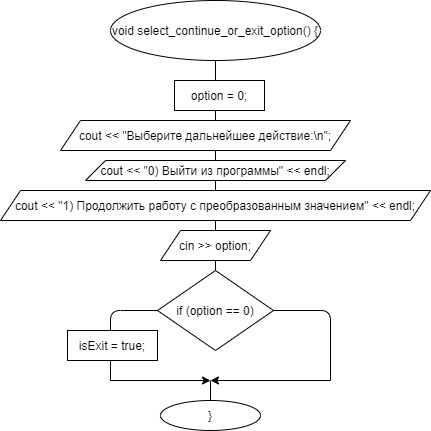 void select_continue_or_exit_option() {
option = 0;
cout << "Выберите дальнейшее действие:\n";
cout << "0) Выйти из программы" << endl;
cout << "1) Продолжить работу с преобразованным значением" << endl;
cin >> option;
if (option == 0)
isExit = true;
}